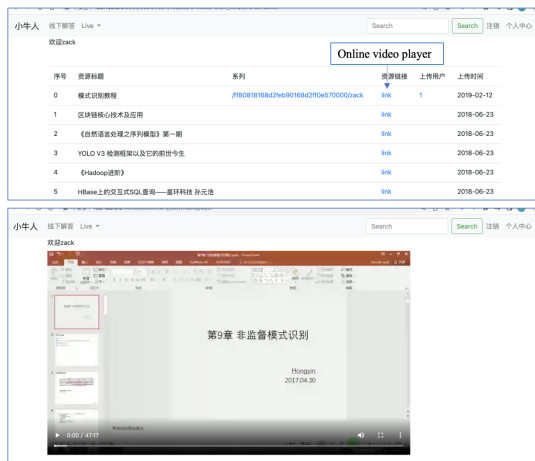 小牛人 线下解答 Live Search Search 注销 个人中心
欢迎zack
Online video player
序号 资源标题 系列 资源链接 上传用户 上传时间
0 模式识别教程 /ff80818168d2feb90168d2ff0e570000/zack link 1 2019-02-12
1 区块链核心技术及应用 link 2018-06-23
2 《自然语言处理之序列模型》第一期 link 2018-06-23
3 YOLO V3 检测框架以及它的前世今生 link 2018-06-23
4 《Hadoop进阶》 link 2018-06-23
5 HBase上的交互式SQL查询——星环科技 孙元浩 link 2018-06-23
小牛人 线下解答 Live Search Search 注销 个人中心
欢迎zack
第9章 非监督模式识别
Hongyin
2017.04.30
0:00 / 47:17